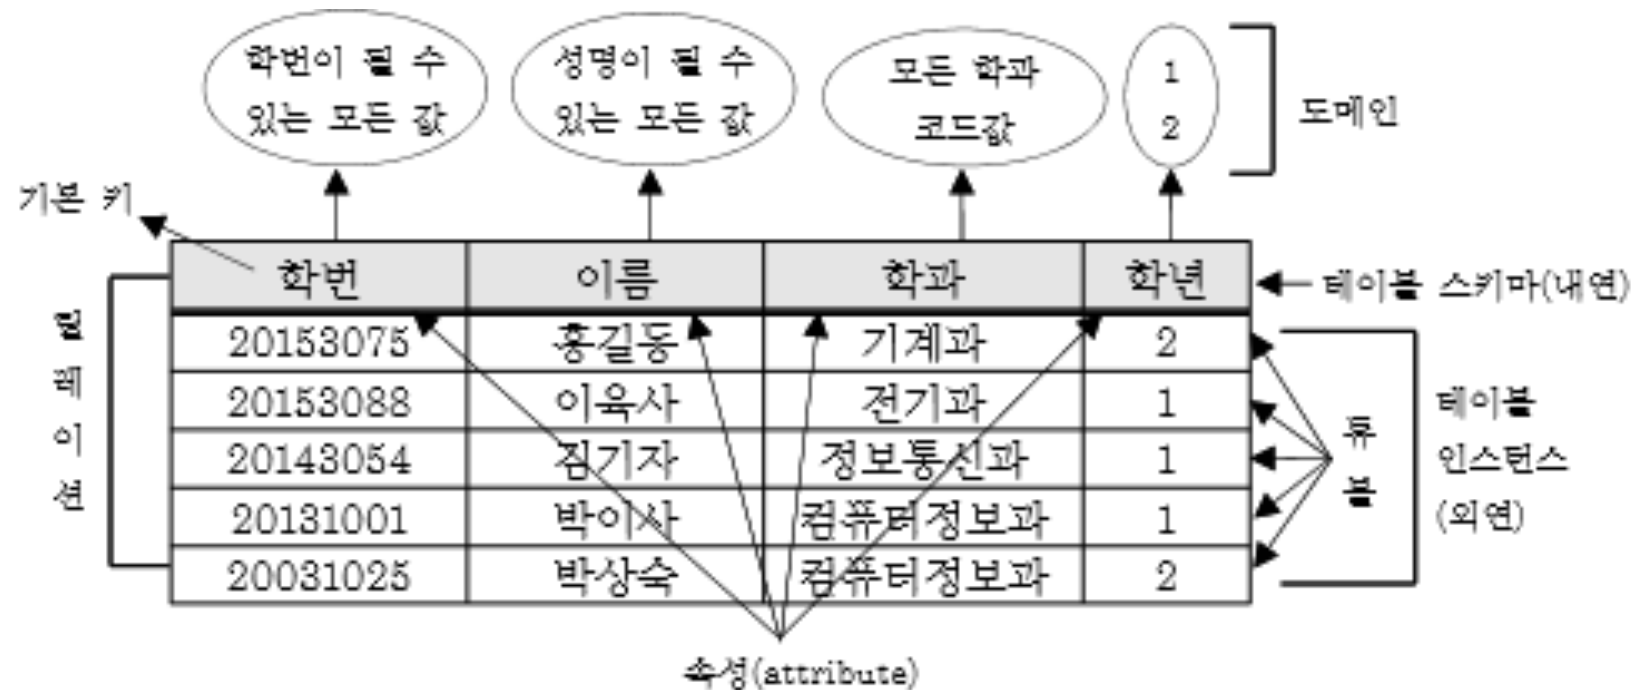 학번이 될 수
있는 모든 값
성명이 될 수
있는 모든 값
모든 학과
코드값
1
2
도메인
기본 키
학번 이름 학과 학년
테이블 스키마(내연)
릴레이션
20153075 홍길동 기계과 2
20153088 이육사 전기과 1
20143054 김기자 정보통신과 1
20131001 박이사 컴퓨터정보과 1
20031025 박상숙 컴퓨터정보과 2
튜플
테이블
인스턴스
(외연)
속성(attribute)